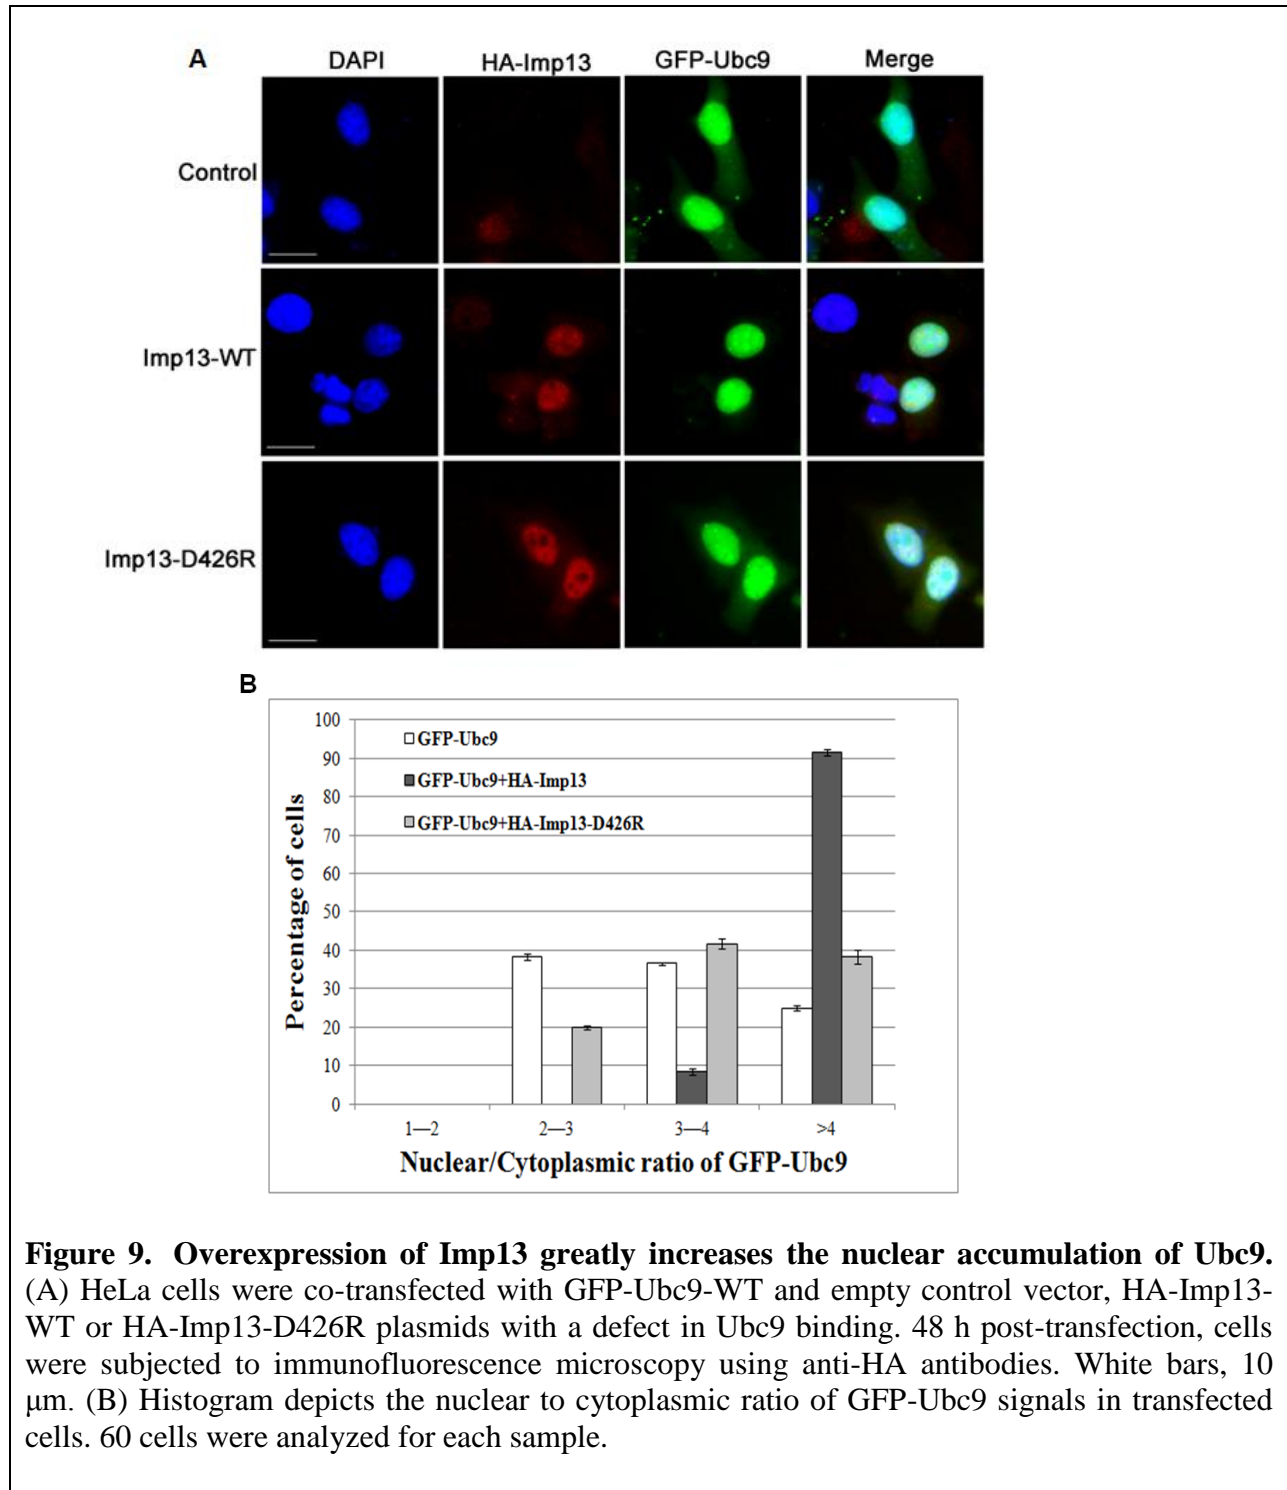 A
DAPI HA-Imp13 GFP-Ubc9 Merge
Control
Imp13-WT
Imp13-D426R
B
100
90
80
70
60
50
40
30
20
10
0
Percentage of cells
GFP-Ubc9
GFP-Ubc9+HA-Imp13
GFP-Ubc9+HA-Imp13-D426R
1—2 2—3 3—4 >4
Nuclear/Cytoplasmic ratio of GFP-Ubc9
Figure 9. Overexpression of Imp13 greatly increases the nuclear accumulation of Ubc9.
(A) HeLa cells were co-transfected with GFP-Ubc9-WT and empty control vector, HA-Imp13-
WT or HA-Imp13-D426R plasmids with a defect in Ubc9 binding. 48 h post-transfection, cells
were subjected to immunofluorescence microscopy using anti-HA antibodies. White bars, 10
μm. (B) Histogram depicts the nuclear to cytoplasmic ratio of GFP-Ubc9 signals in transfected
cells. 60 cells were analyzed for each sample.